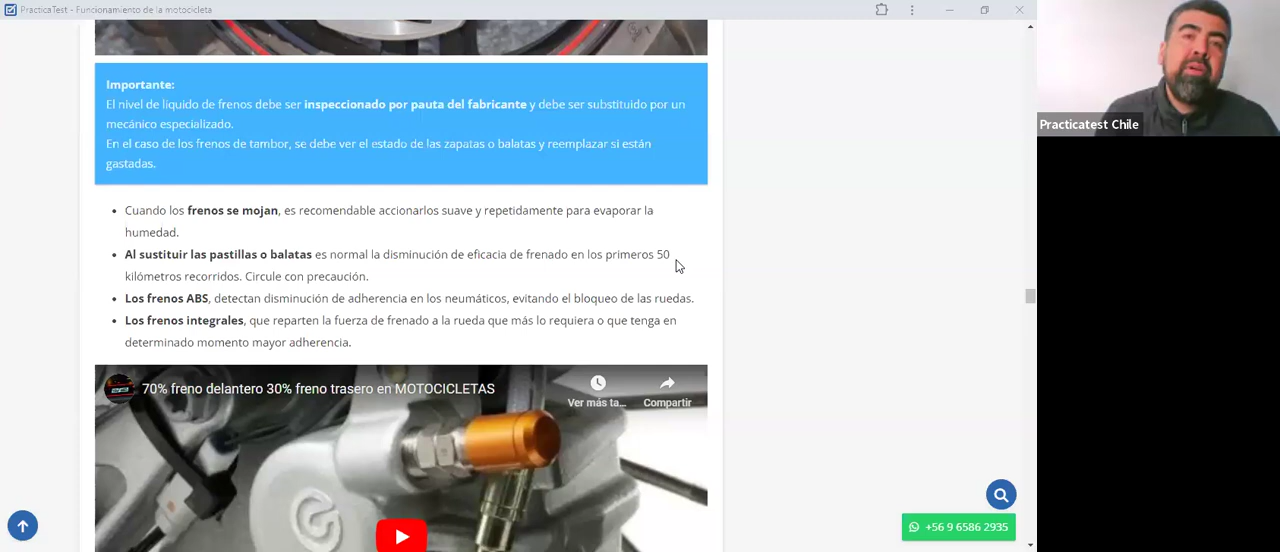 PracticaTest - Funcionamiento de la motocicleta
Importante:
El nivel de líquido de frenos debe ser inspeccionado por pauta del fabricante y debe ser substituido por un
mecánico especializado.
En el caso de los frenos de tambor, se debe ver el estado de las zapatas o balatas y reemplazar si están
gastadas.
Practicatest Chile
Cuando los frenos se mojan, es recomendable accionarlos suave y repetidamente para evaporar la
humedad.
Al sustituir las pastillas o balatas es normal la disminución de eficacia de frenado en los primeros 50
kilómetros recorridos. Circule con precaución.
Los frenos ABS, detectan disminución de adherencia en los neumáticos, evitando el bloqueo de las ruedas.
Los frenos integrales, que reparten la fuerza de frenado a la rueda que más lo requiera o que tenga en
determinado momento mayor adherencia.
70% freno delantero 30% freno trasero en MOTOCICLETAS
Ver más ta...
Compartir
+56 9 6586 2935